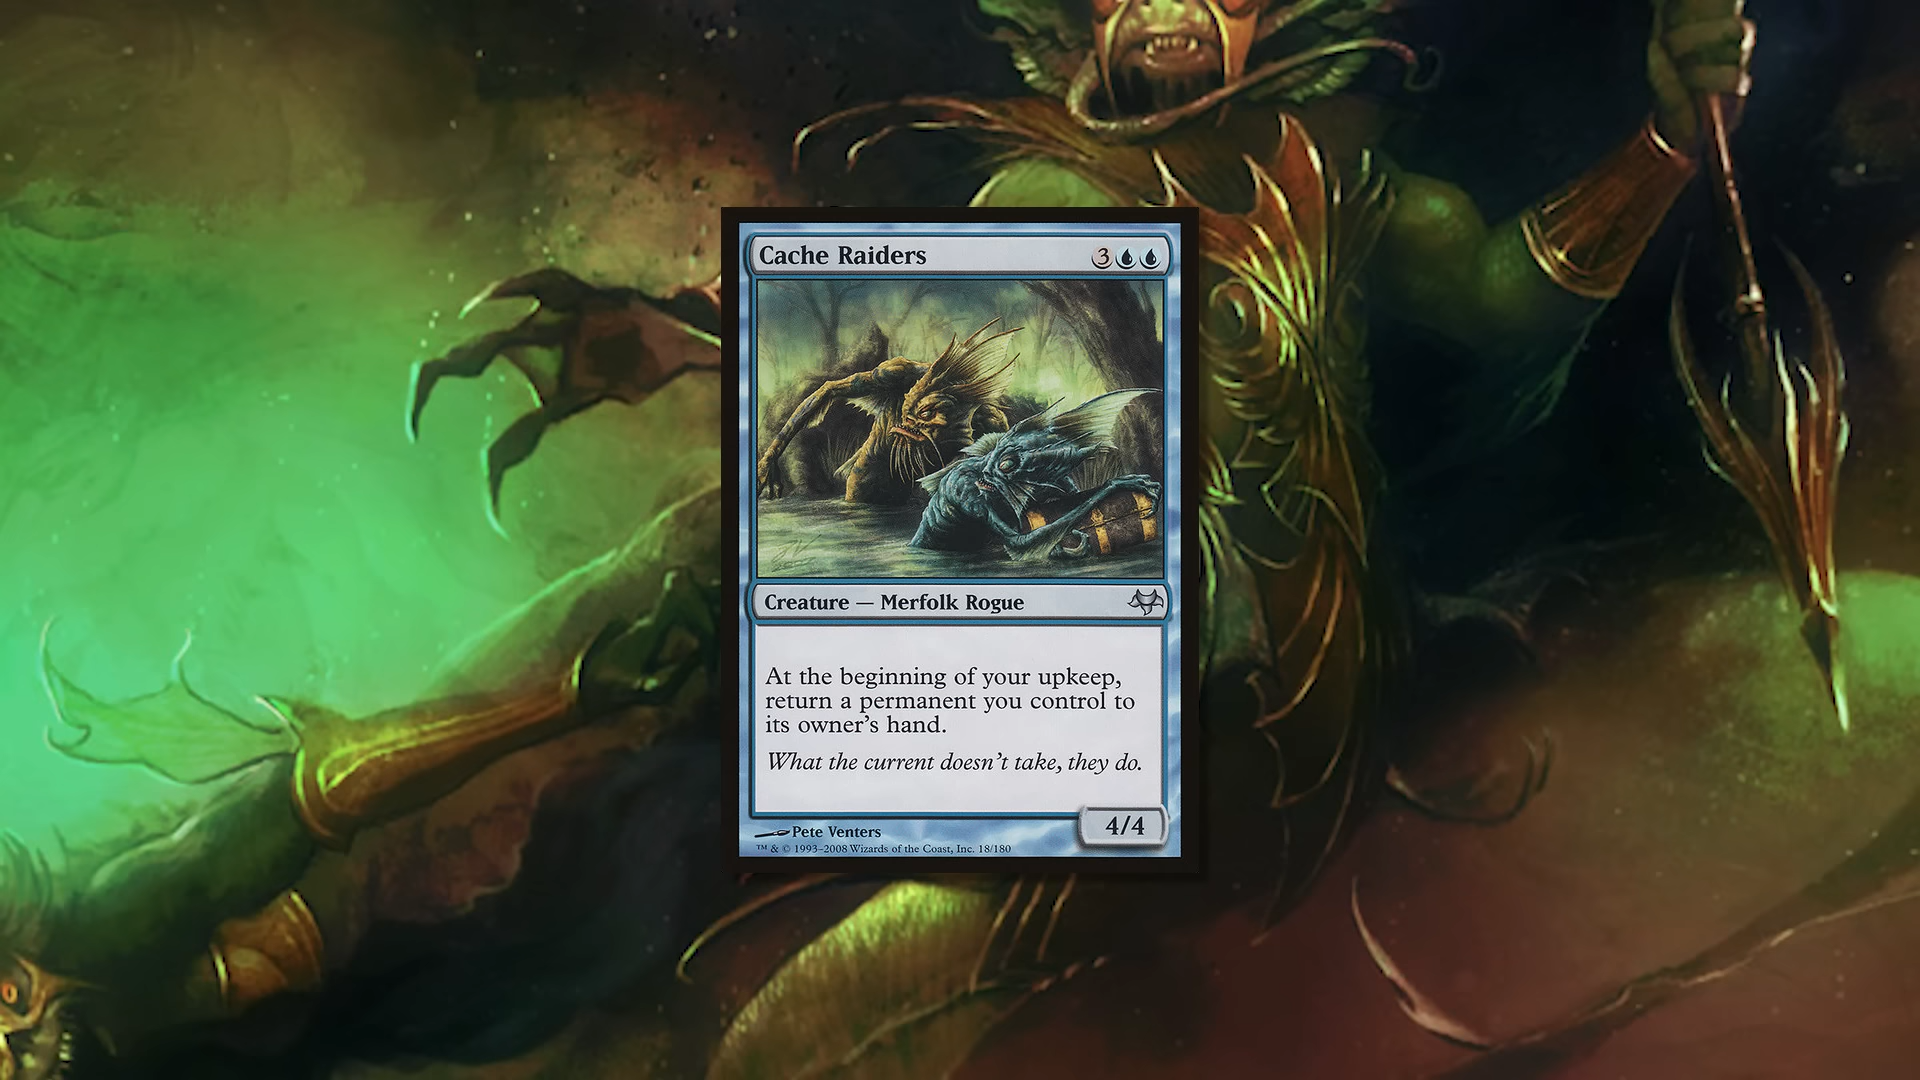 Cache Raiders 3
Creature — Merfolk Rogue
At the beginning of your upkeep,
return a permanent you control to
its owner's hand.
What the current doesn't take, they do.
4/4
Pete Venters
™ & © 1993–2008 Wizards of the Coast, Inc. 18/180